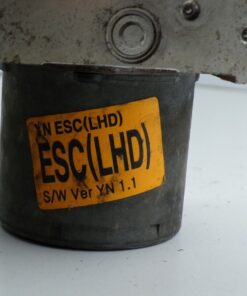 YN ESC(LHD)
ESC(LHD)
S/W Ver YN 1.1